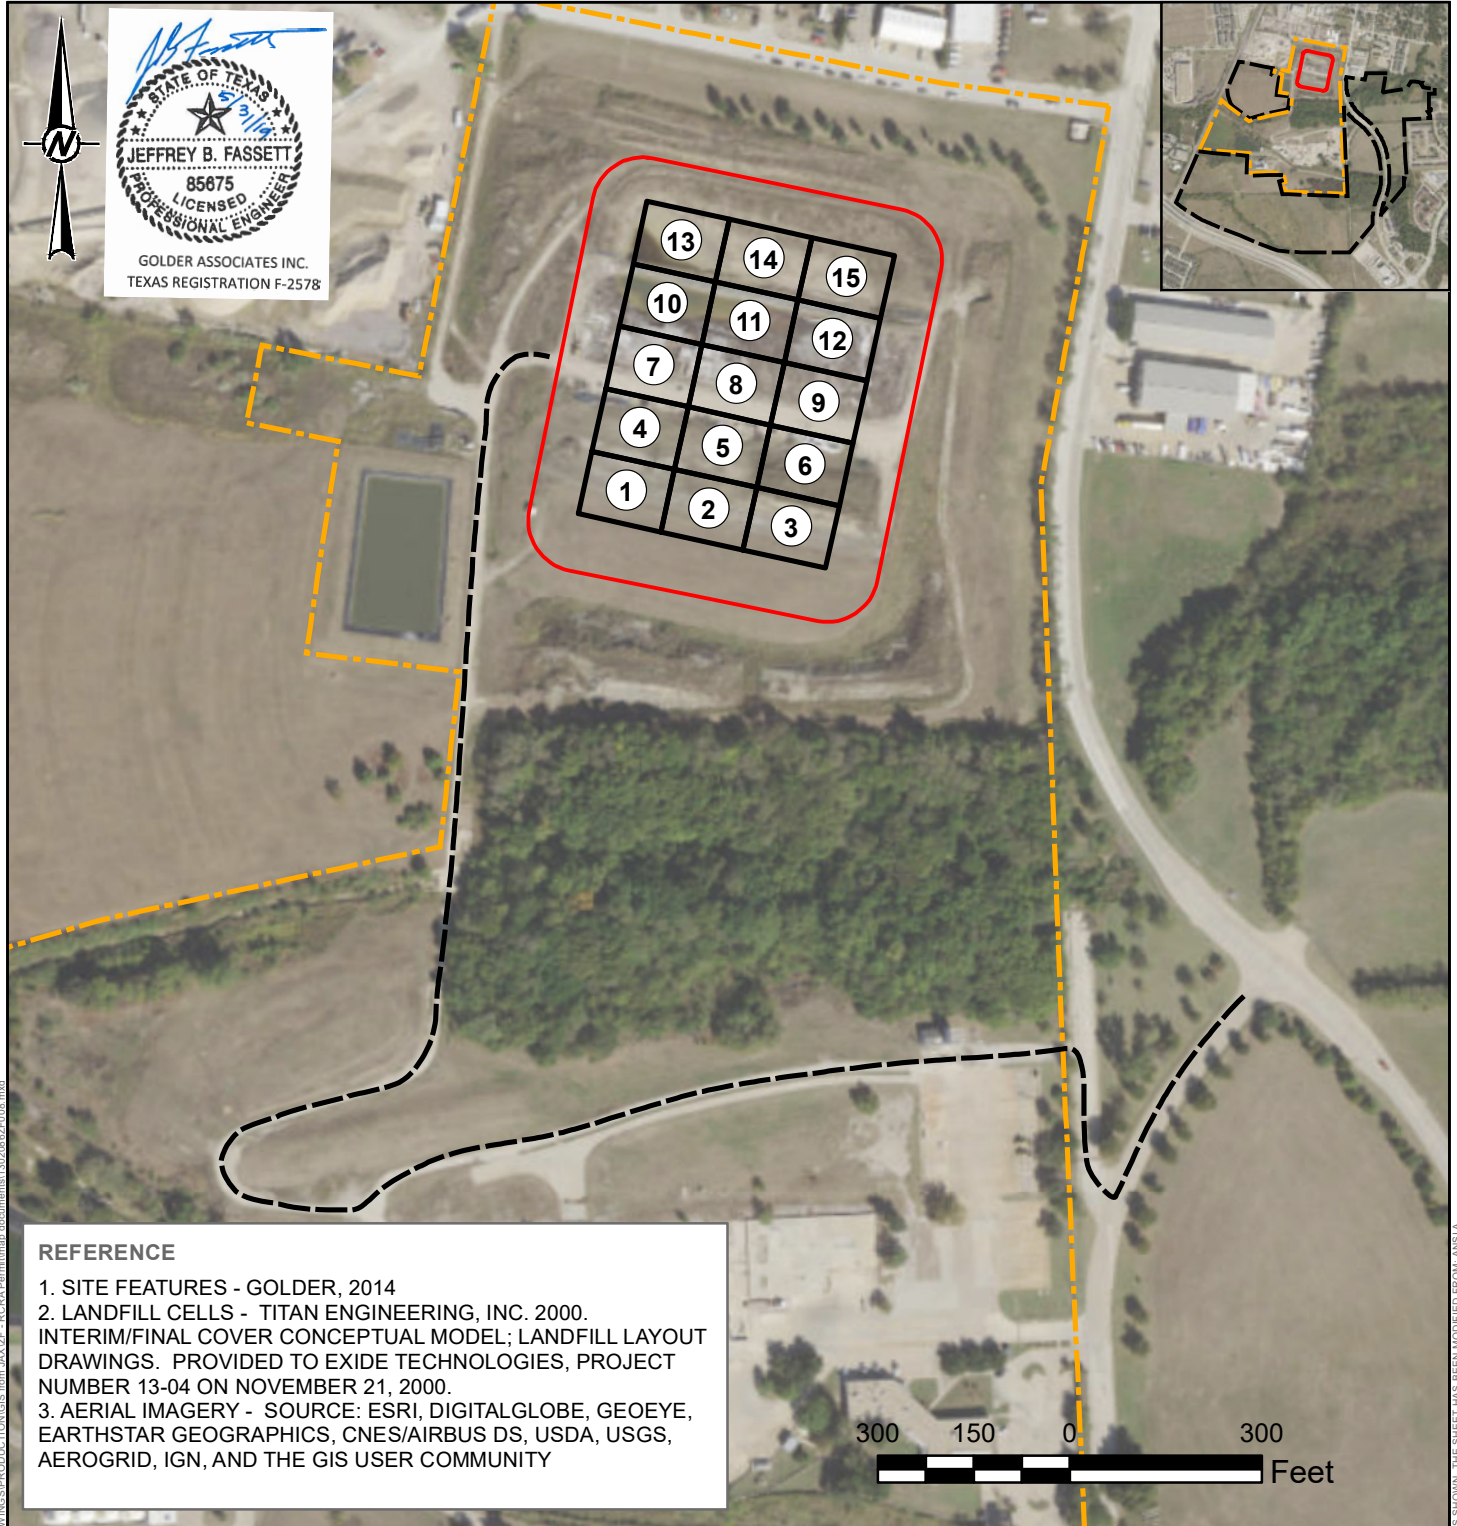 N
STATE OF TEXAS
5/31/19
JEFFREY B. FASSETT
85675
LICENSED
PROFESSIONAL ENGINEER
GOLDER ASSOCIATES INC.
TEXAS REGISTRATION F-2578
13
14
15
10
11
12
7
8
9
4
5
6
1
2
3
REFERENCE
1. SITE FEATURES - GOLDER, 2014
2. LANDFILL CELLS - TITAN ENGINEERING, INC. 2000.
INTERIM/FINAL COVER CONCEPTUAL MODEL; LANDFILL LAYOUT
DRAWINGS. PROVIDED TO EXIDE TECHNOLOGIES, PROJECT
NUMBER 13-04 ON NOVEMBER 21, 2000.
3. AERIAL IMAGERY - SOURCE: ESRI, DIGITALGLOBE, GEOEYE,
EARTHSTAR GEOGRAPHICS, CNES/AIRBUS DS, USDA, USGS,
AEROGRID, IGN, AND THE GIS USER COMMUNITY
300 150 0 300
Feet